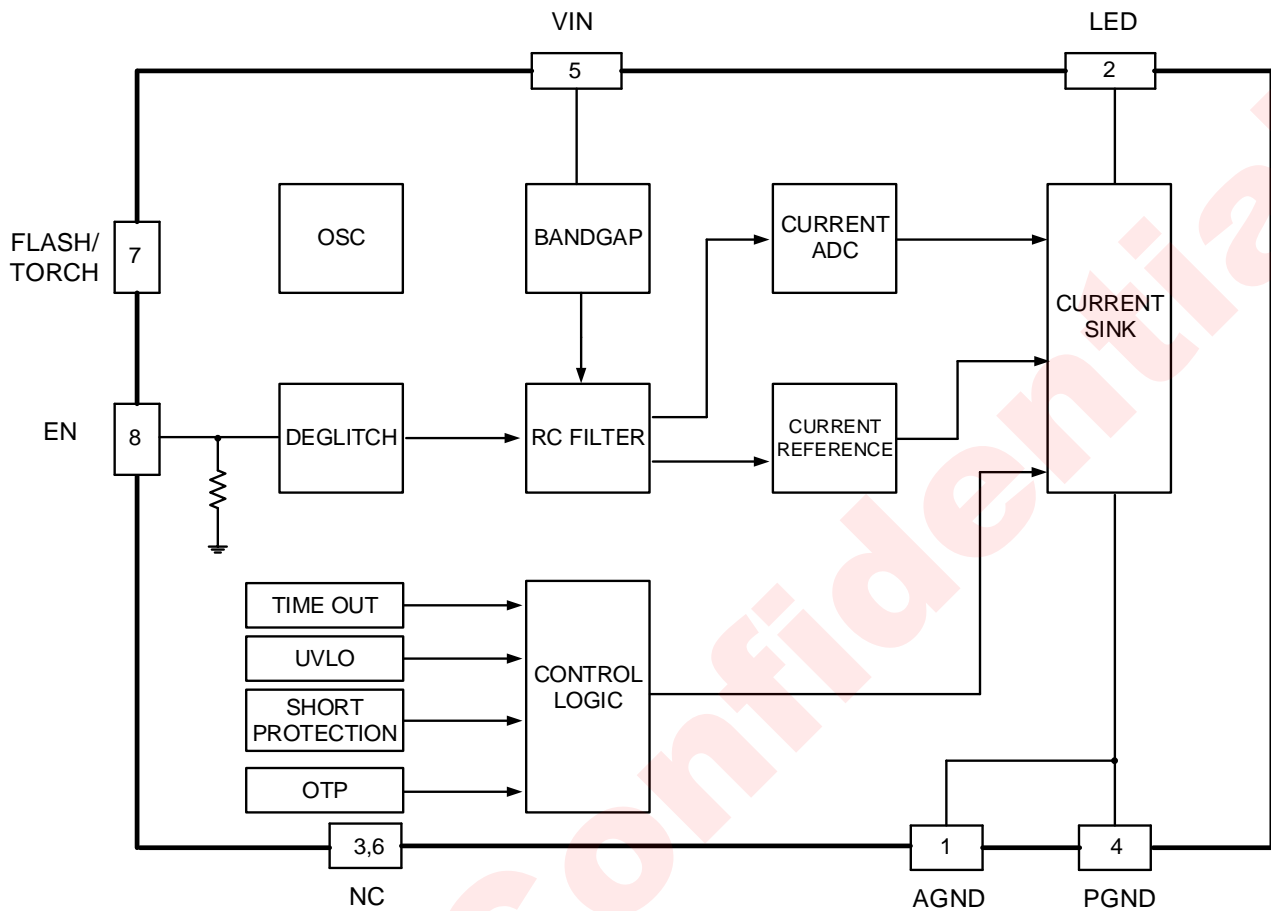 VIN
LED
5
2
OSC
BANDGAP
CURRENT
ADC
FLASH/
TORCH
7
CURRENT
SINK
EN
8
DEGLITCH
RC FILTER
CURRENT
REFERENCE
TIME OUT
UVLO
SHORT
PROTECTION
OTP
CONTROL
LOGIC
3,6
1
4
NC
AGND
PGND
Confidential